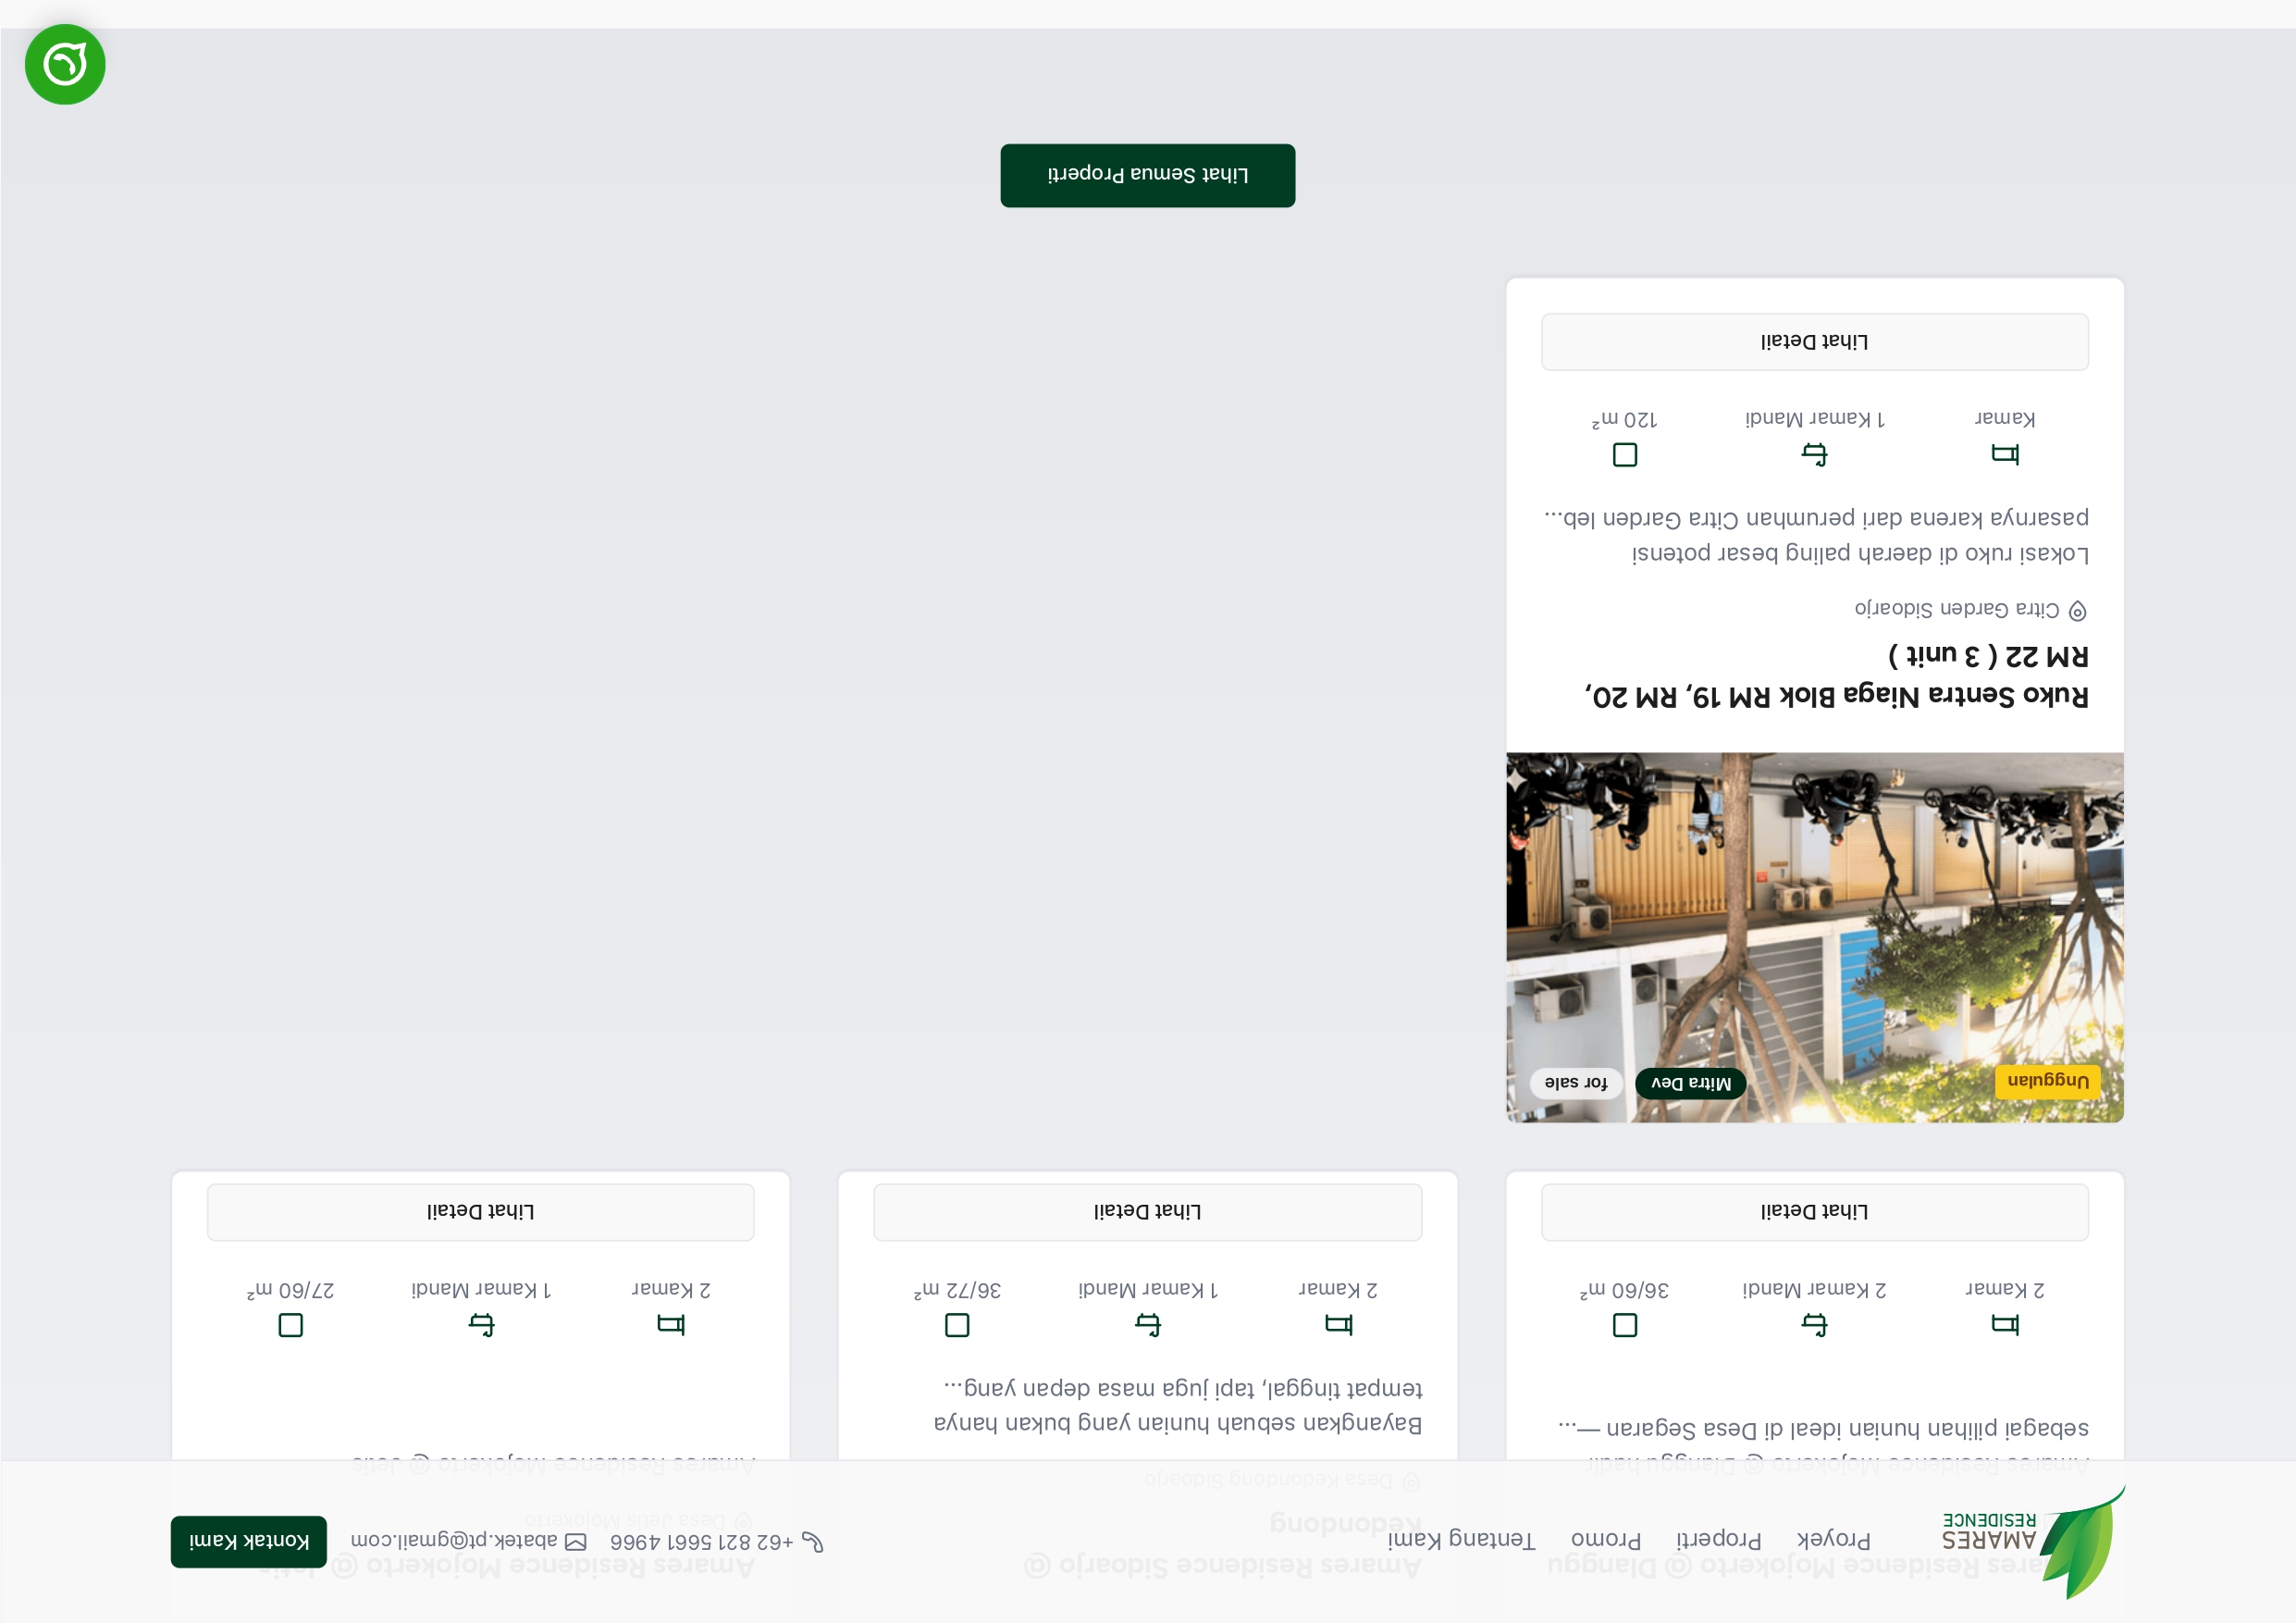 AMARES
RESIDENCE
Proyek
Properti
Promo
Tentang Kami
+62 821 5661 4966
abatek.pt@gmail.com
Kontak Kami
Amares Residence Mojokerto @ Dlanggu
Amares Residence Mojokerto @ Dlanggu hadir
sebagai pilihan hunian ideal di Desa Segaran —...
2 Kamar
2 Kamar Mandi
36/60 m²
Lihat Detail
Amares Residence Sidoarjo @
Kedondong
Desa Kedondong Sidoarjo
Bayangkan sebuah hunian yang bukan hanya
tempat tinggal, tapi juga masa depan yang...
2 Kamar
1 Kamar Mandi
36/72 m²
Lihat Detail
Amares Residence Mojokerto @ Jetis
Desa Jetis Mojokerto
Amares Residence Mojokerto @ Jetis
2 Kamar
1 Kamar Mandi
27/60 m²
Lihat Detail
Unggulan
Mitra Dev
for sale
Ruko Sentra Niaga Blok RM 19, RM 20,
RM 22 ( 3 unit )
Citra Garden Sidoarjo
Lokasi ruko di daerah paling besar potensi
pasarnya karena dari perumhan Citra Garden leb...
Kamar
1 Kamar Mandi
120 m²
Lihat Detail
Lihat Semua Properti